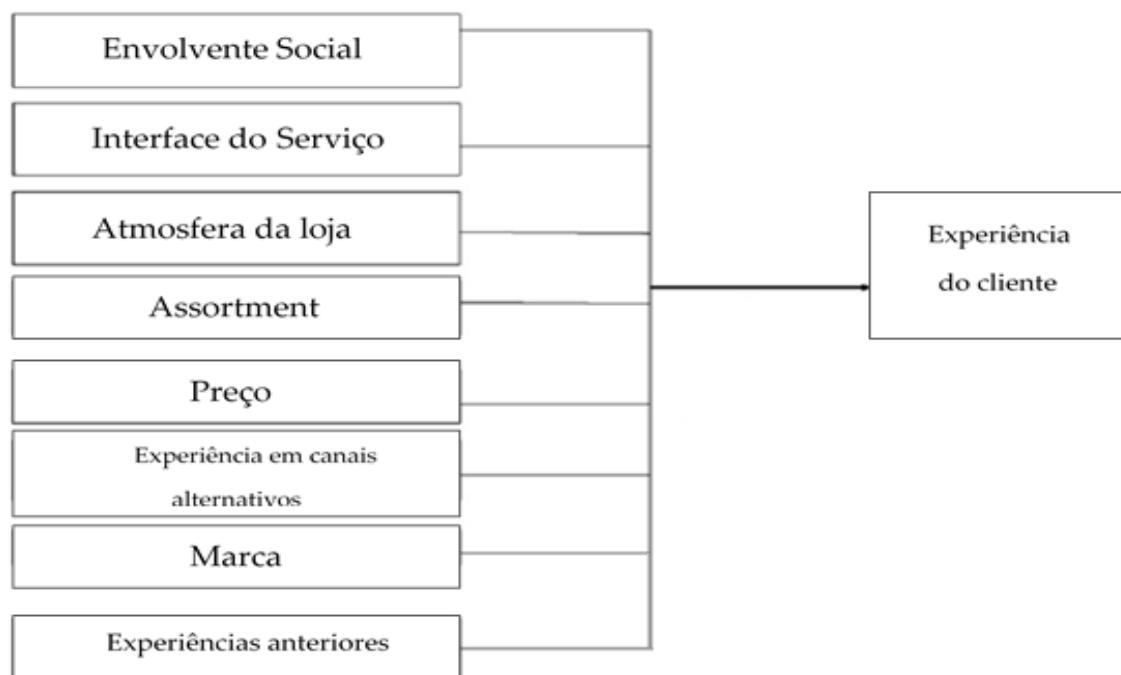 Envolvente Social
Interface do Serviço
Atmosfera da loja
Assortment
Preço
Experiência em canais
alternativos
Marca
Experiências anteriores
Experiência
do cliente